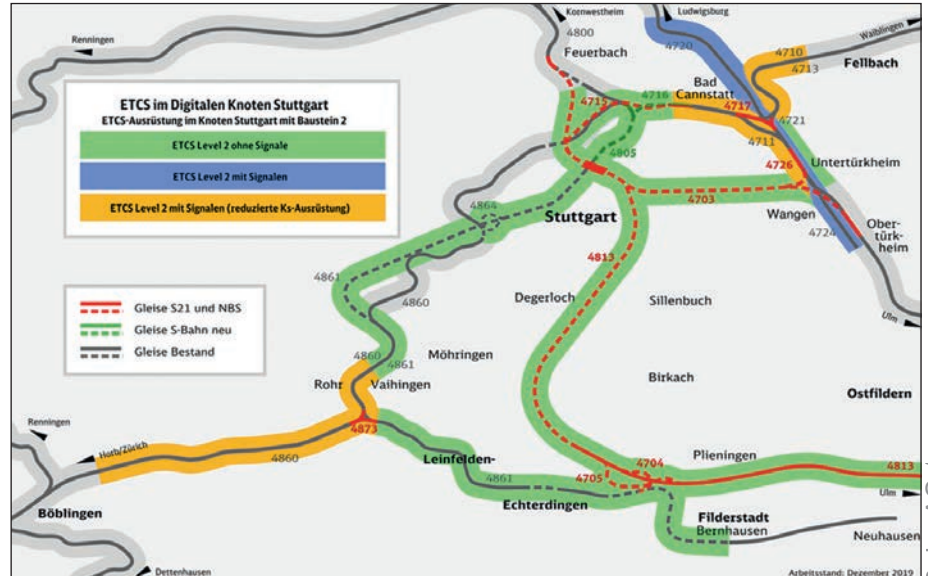 Kornwestheim
4800
Ludwigsburg
4720
Renningen
Feuerbach
4710
Waiblingen
4713
Fellbach
ETCS im Digitalen Knoten Stuttgart
ETCS-Ausrüstung im Knoten Stuttgart mit Baustein 2
ETCS Level 2 ohne Signale
ETCS Level 2 mit Signalen
ETCS Level 2 mit Signalen (reduzierte Ks-Ausrüstung)
Bad
Cannstatt
4715
4716
4717
4721
4711
4805
4726
Untertürkheim
4703
4864
Stuttgart
Wangen
4724
Ober-
türk-
heim
4813
4861
4860
Degerloch
Sillenbuch
Ulm
Gleise S21 und NBS
Gleise S-Bahn neu
Gleise Bestand
4860
4861
Möhringen
Rohr
Vaihingen
Birkach
Ostfildern
Renningen
Horb/Zürich
4873
4860
Leinfelden-
4861
Echterdingen
Plieningen
4704
4705
4813
Ulm
Böblingen
Filderstadt
Bernhausen
Neuhausen
Dettenhausen
Arbeitsstand: Dezember 2019